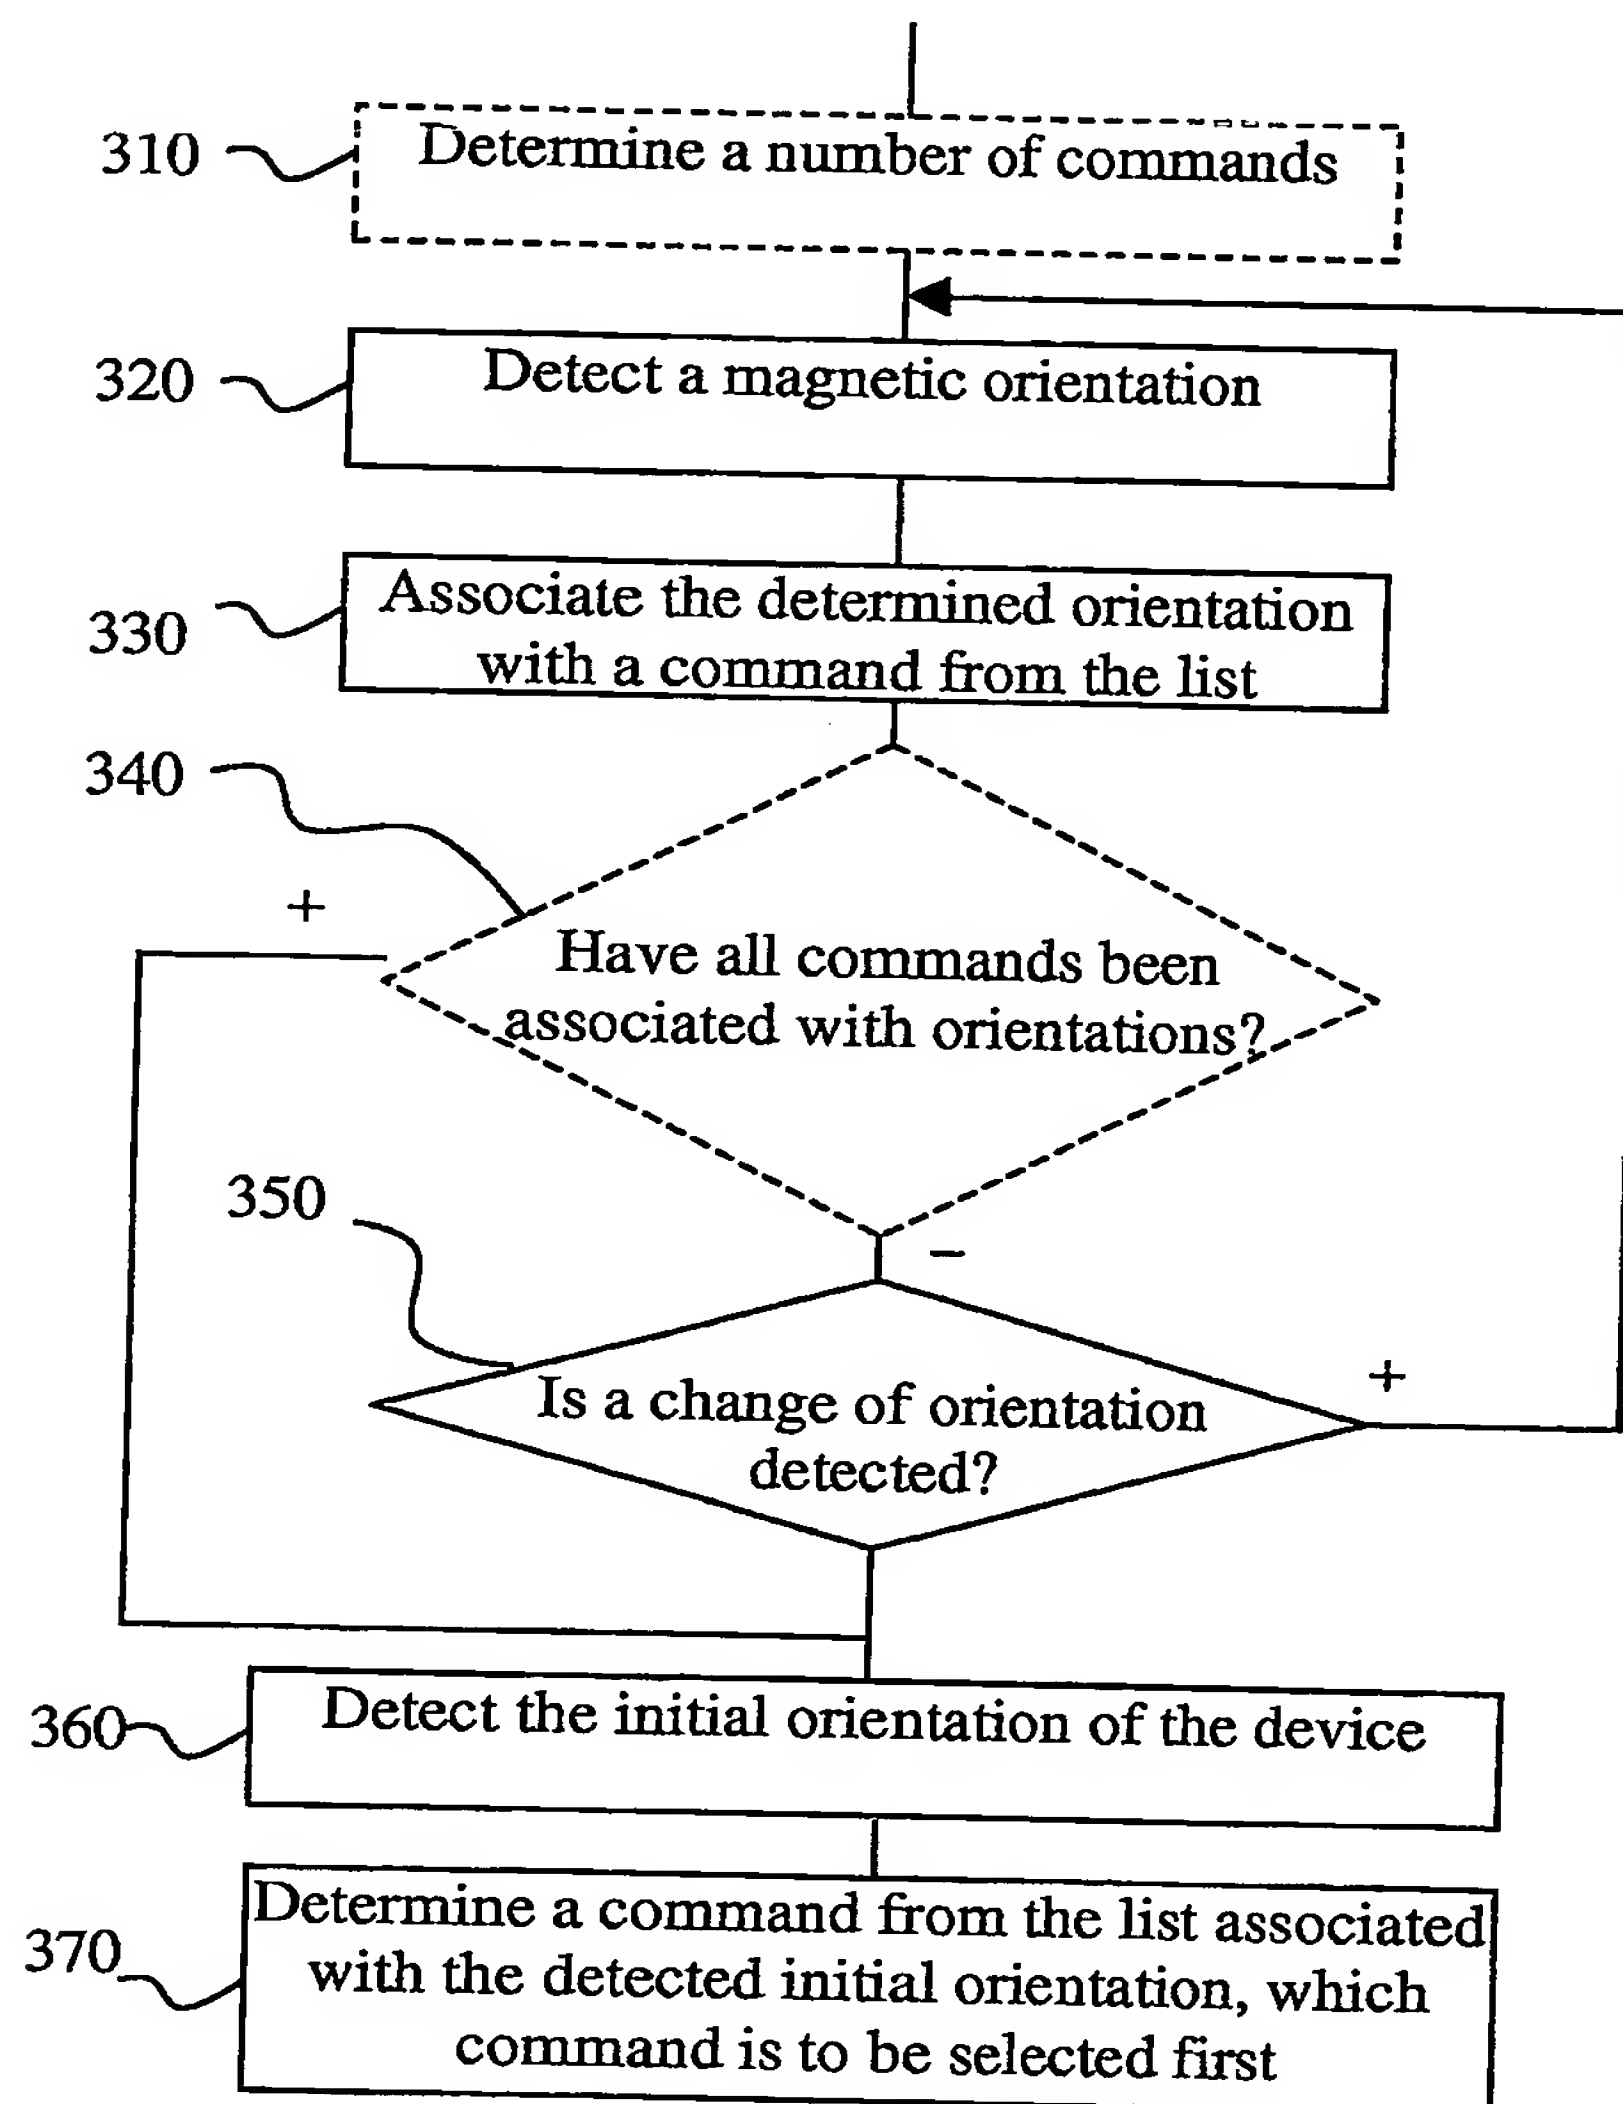 310
Determine a number of commands
320
Detect a magnetic orientation
330
Associate the determined orientation
with a command from the list
340
+
Have all commands been
associated with orientations?
350
−
+
Is a change of orientation
detected?
360
Detect the initial orientation of the device
370
Determine a command from the list associated
with the detected initial orientation, which
command is to be selected first